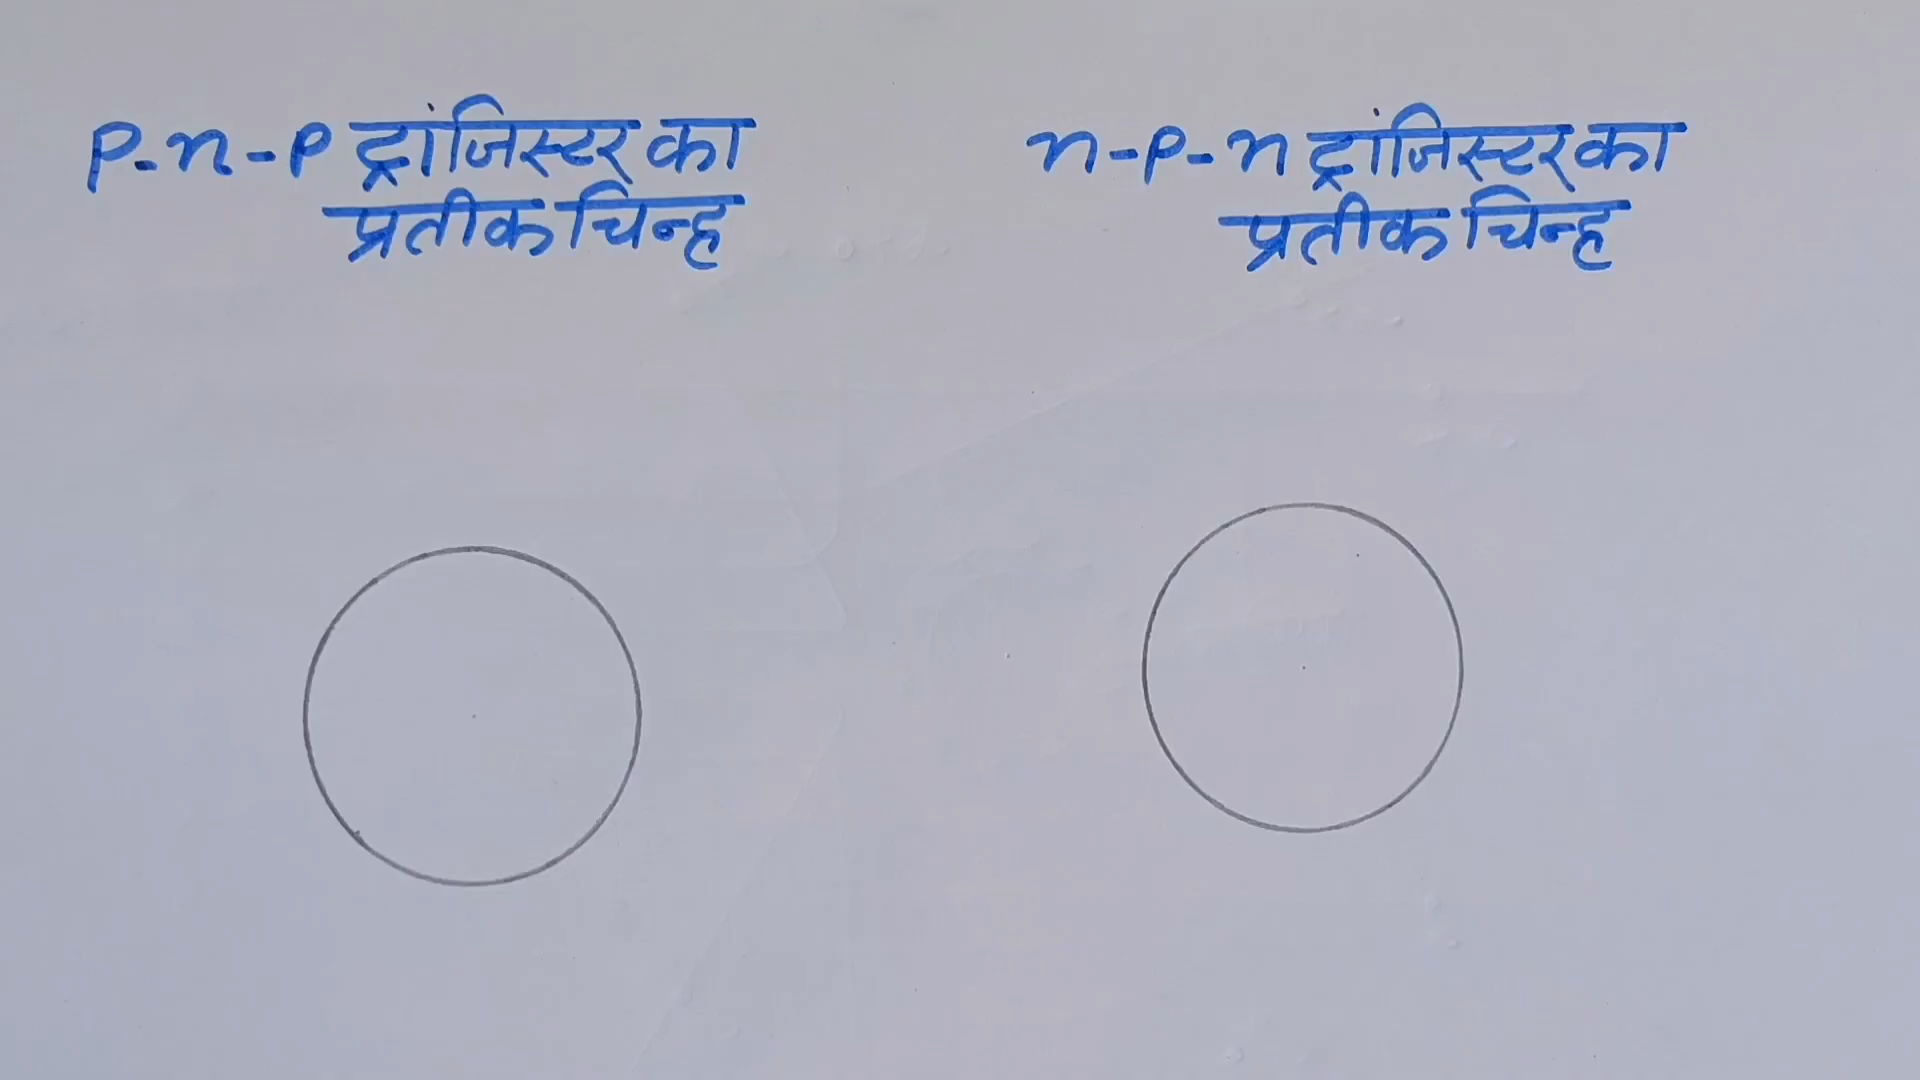 P-n-P ट्रांजिस्टर का
प्रतीक चिन्ह
n-P-n ट्रांजिस्टर का
प्रतीक चिन्ह